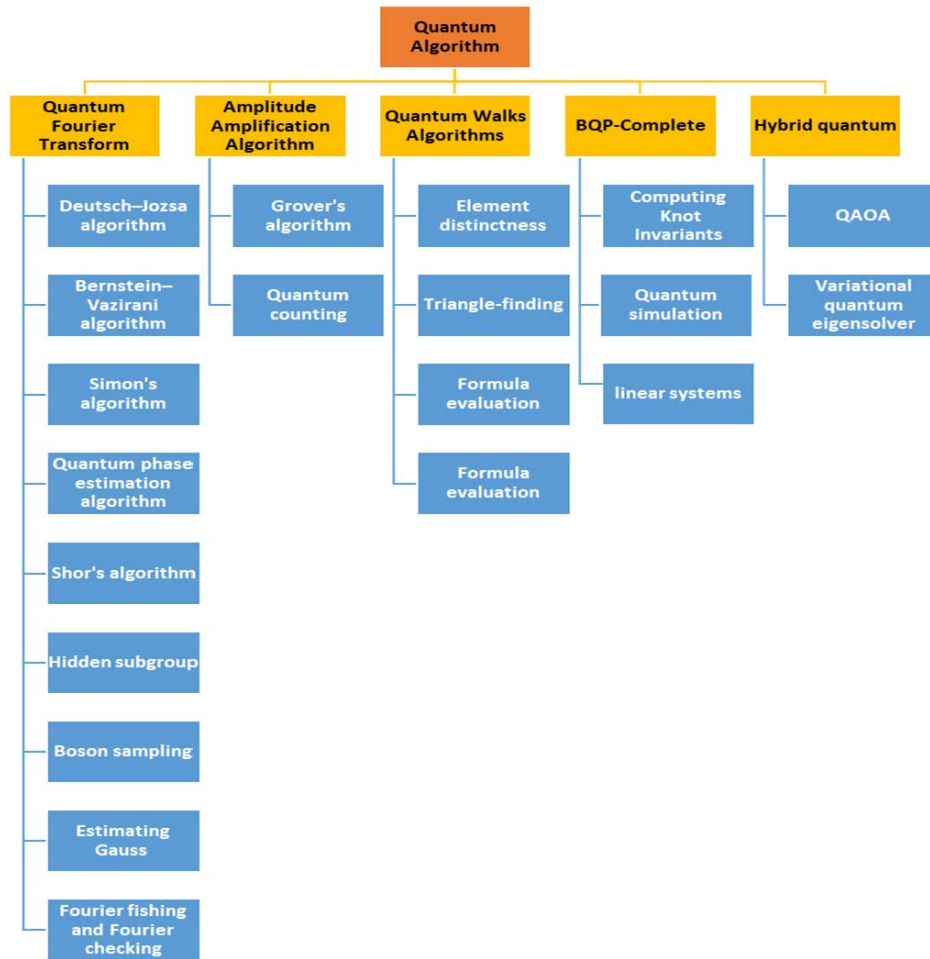 Quantum
Algorithm
Quantum
Fourier
Transform
Amplitude
Amplification
Algorithm
Quantum Walks
Algorithms
BQP-Complete
Hybrid quantum
Deutsch–Jozsa
algorithm
Bernstein–
Vazirani
algorithm
Simon's
algorithm
Quantum phase
estimation
algorithm
Shor's algorithm
Hidden subgroup
Boson sampling
Estimating
Gauss
Fourier fishing
and Fourier
checking
Grover's
algorithm
Quantum
counting
Element
distinctness
Triangle-finding
Formula
evaluation
Formula
evaluation
Computing
Knot
Invariants
Quantum
simulation
linear systems
QAOA
Variational
quantum
eigensolver